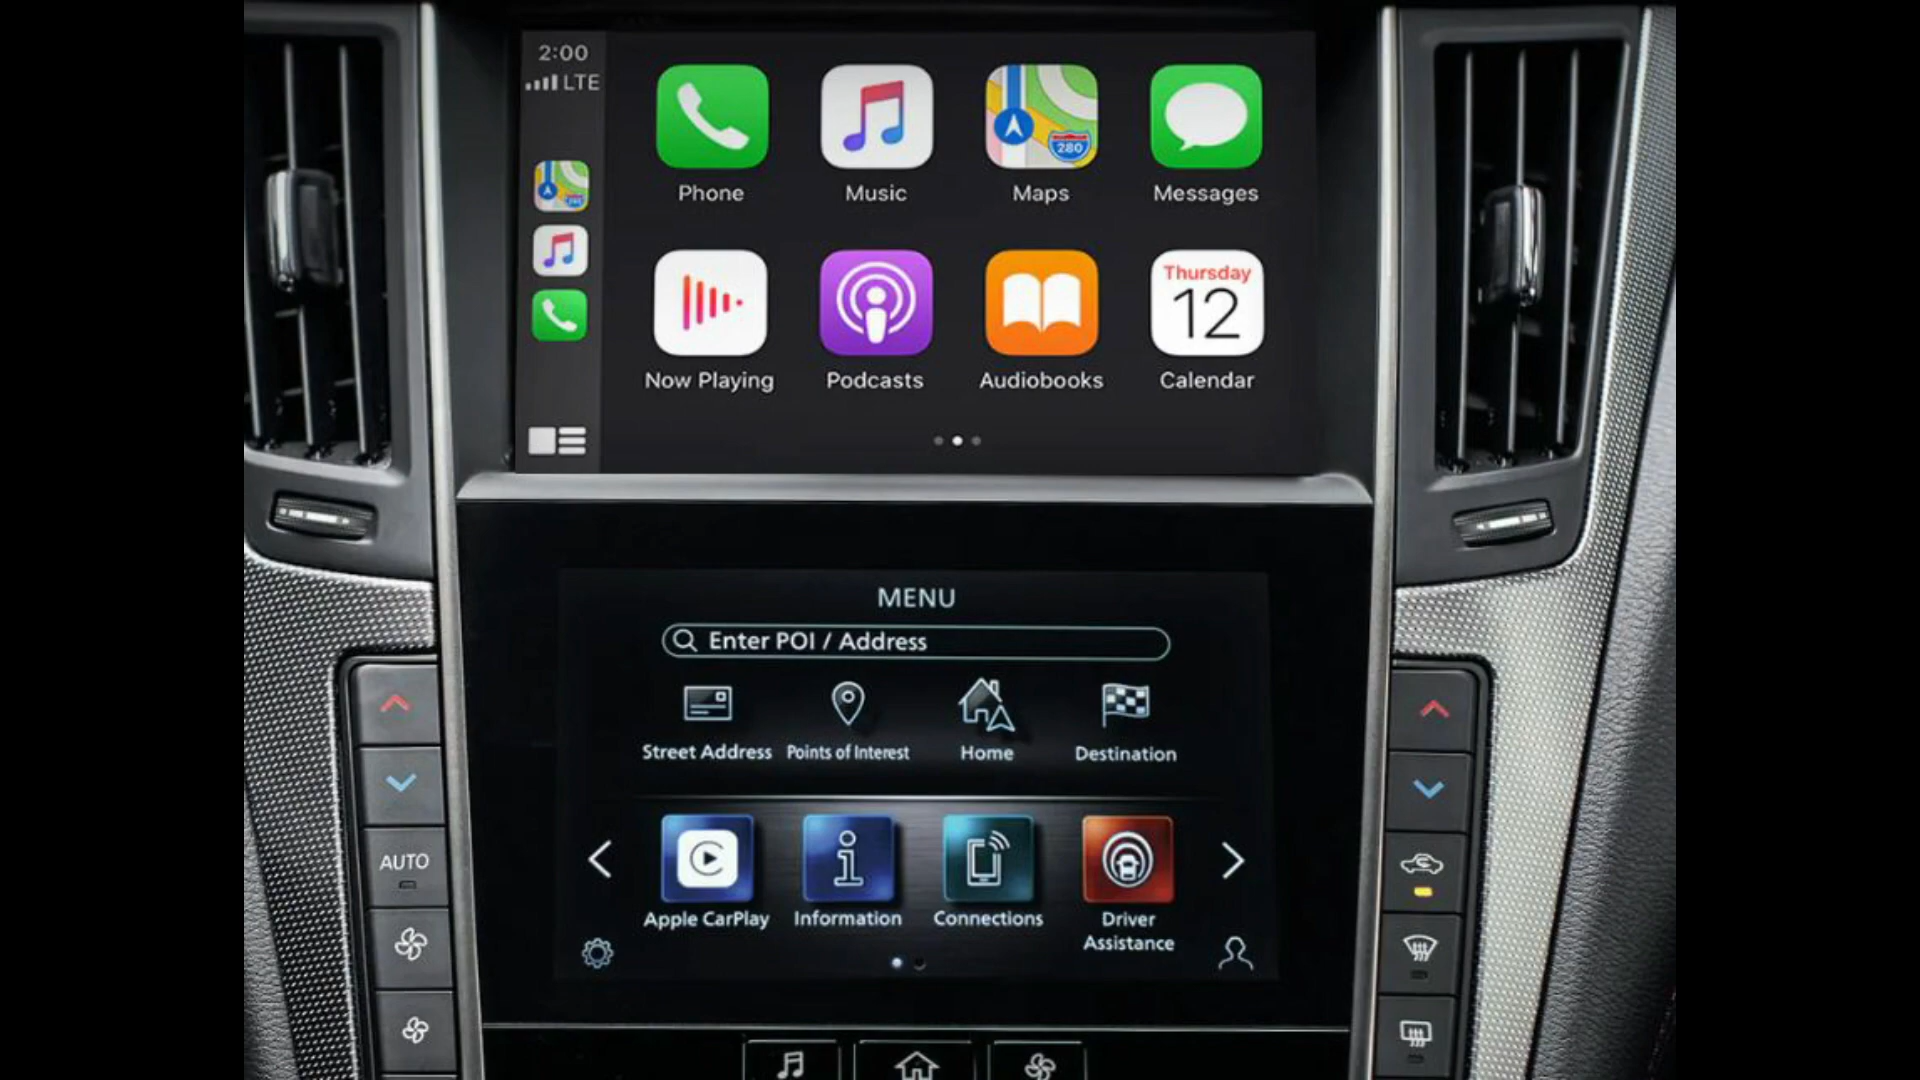 2:00
LTE
280
Phone
Music
Maps
Messages
Thursday
12
Now Playing
Podcasts
Audiobooks
Calendar
MENU
Enter POI / Address
Street Address
Points of Interest
Home
Destination
Apple CarPlay
Information
Connections
Driver
Assistance
AUTO